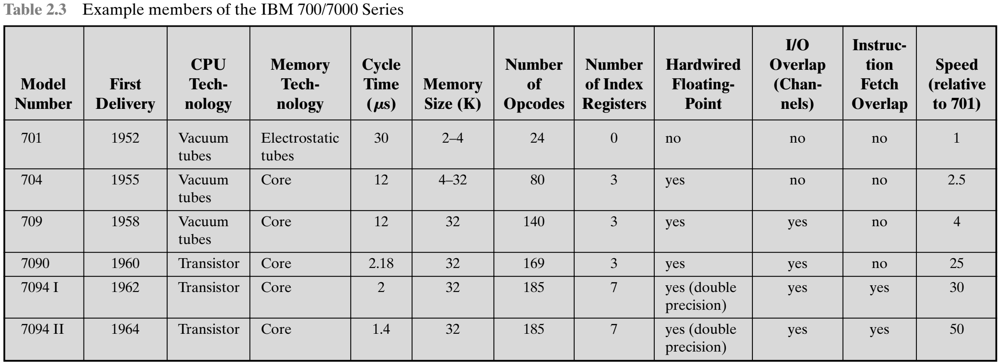 Table 2.3 Example members of the IBM 700/7000 Series
Model Number | First Delivery | CPU Tech-nology | Memory Tech-nology | Cycle Time (μs) | Memory Size (K) | Number of Opcodes | Number of Index Registers | Hardwired Floating-Point | I/O Overlap (Chan-nels) | Instruc-tion Fetch Overlap | Speed (relative to 701)
701 | 1952 | Vacuum tubes | Electrostatic tubes | 30 | 2–4 | 24 | 0 | no | no | no | 1
704 | 1955 | Vacuum tubes | Core | 12 | 4–32 | 80 | 3 | yes | no | no | 2.5
709 | 1958 | Vacuum tubes | Core | 12 | 32 | 140 | 3 | yes | yes | no | 4
7090 | 1960 | Transistor | Core | 2.18 | 32 | 169 | 3 | yes | yes | no | 25
7094 I | 1962 | Transistor | Core | 2 | 32 | 185 | 7 | yes (double precision) | yes | yes | 30
7094 II | 1964 | Transistor | Core | 1.4 | 32 | 185 | 7 | yes (double precision) | yes | yes | 50